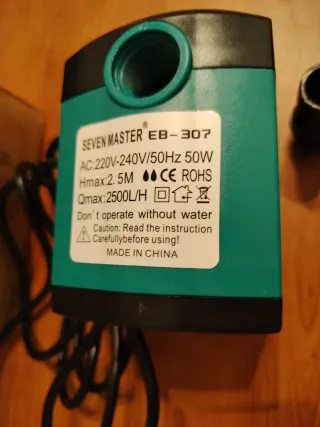 SEVEN MASTER® EB-307
AC:220V-240V/50Hz 50W
Hmax:2.5M CE ROHS
Qmax:2500L/H
Don't operate without water
Caution: Read the instruction
Carefullybefore using!
MADE IN CHINA